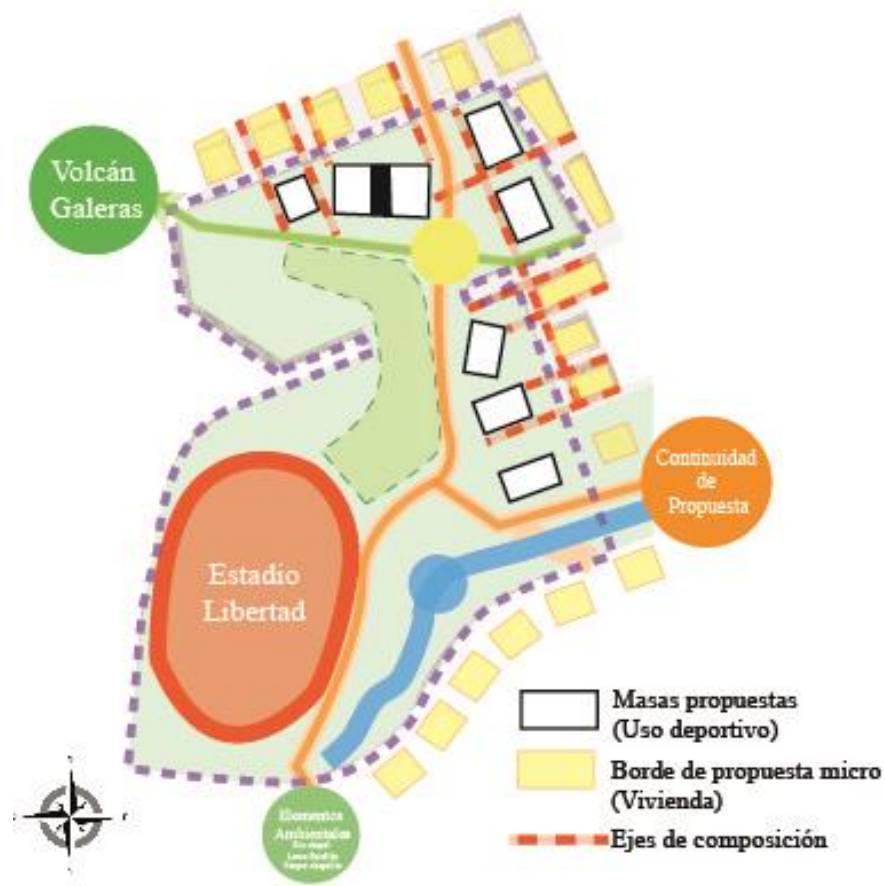 Volcán
Galeras
Continuidad
de
Propuesta
Estadío
Libertad
Masas propuestas
(Uso deportivo)
Borde de propuesta micro
(Vivienda)
Ejes de composición
Elementos
Ambientales